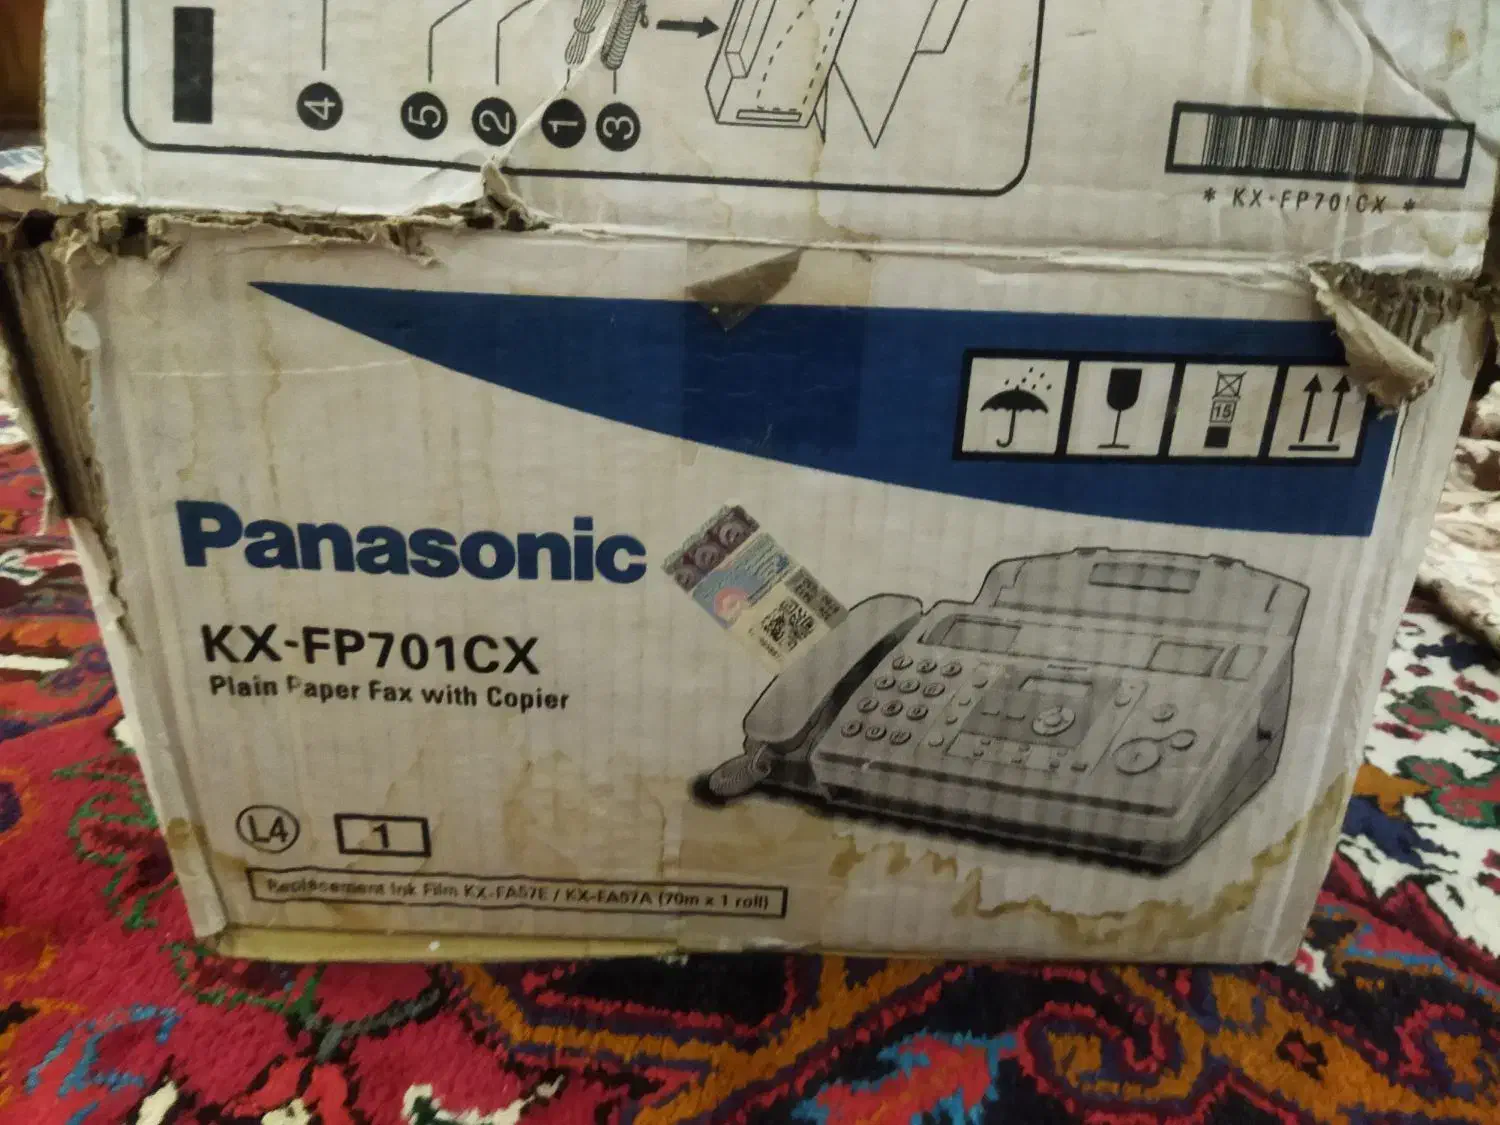 4 5 2 1 3
* KX-FP701CX *
15
Panasonic
KX-FP701CX
Plain Paper Fax with Copier
L4 1
Replacement Ink Film KX-FA57E / KX-FA57A (70m x 1 roll)